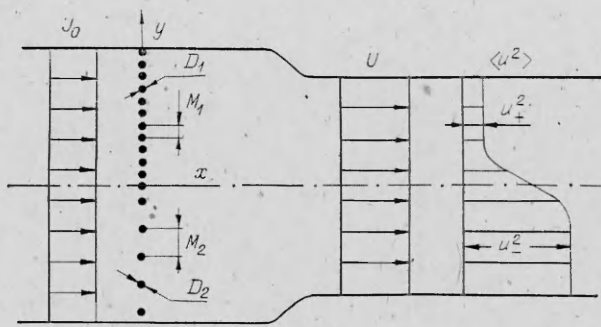 U₀
y
U
⟨u²⟩
D₁
M₁
u₊²
x
M₂
u₋²
D₂